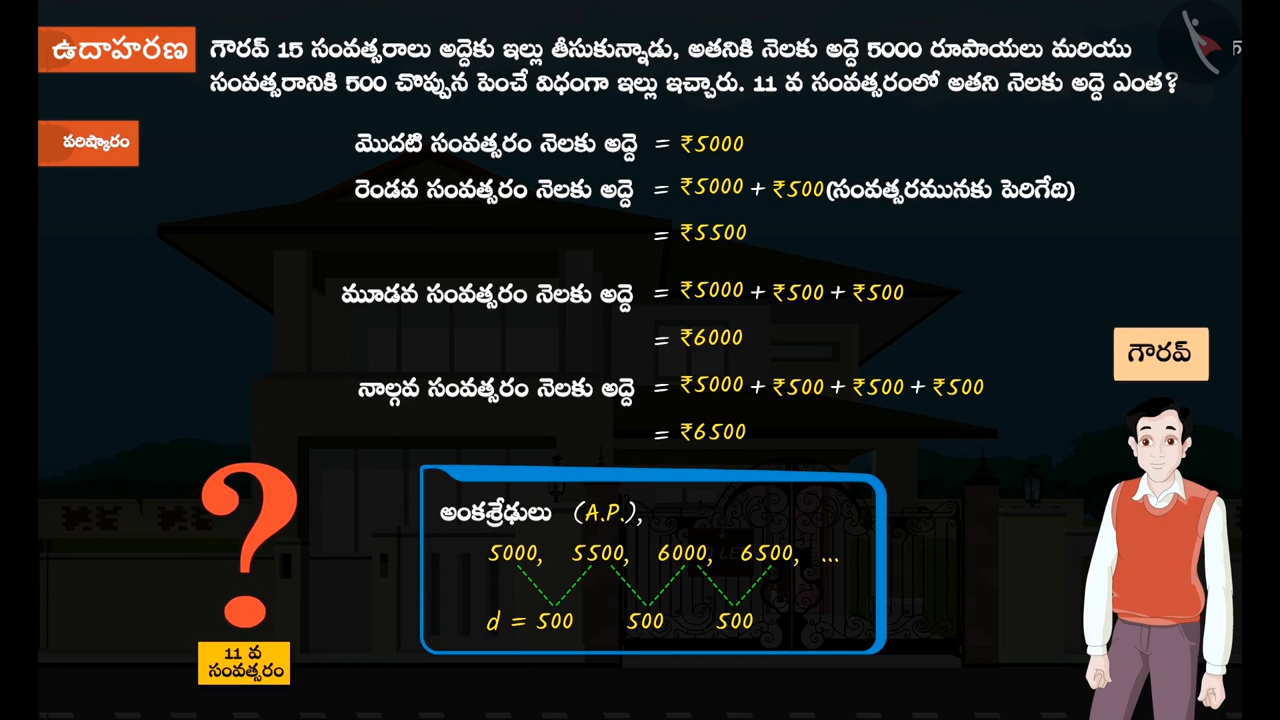 ఉదాహరణ
గౌరవ్ 15 సంవత్సరాలు అద్దెకు ఇల్లు తీసుకున్నాడు, అతనికి నెలకు అద్దె 5000 రూపాయలు మరియు
సంవత్సరానికి 500 చొప్పున పెంచే విధంగా ఇల్లు ఇచ్చారు. 11 వ సంవత్సరంలో అతని నెలకు అద్దె ఎంత?
పరిష్కారం
మొదటి సంవత్సరం నెలకు అద్దె = ₹5000
రెండవ సంవత్సరం నెలకు అద్దె = ₹5000 + ₹500(సంవత్సరమునకు పెరిగేది)
= ₹5500
మూడవ సంవత్సరం నెలకు అద్దె = ₹5000 + ₹500 + ₹500
= ₹6000
నాల్గవ సంవత్సరం నెలకు అద్దె = ₹5000 + ₹500 + ₹500 + ₹500
= ₹6500
గౌరవ్
?
11 వ
సంవత్సరం
అంకశ్రేఢులు (A.P.),
5000, 5500, 6000, 6500, ...
d = 500 500 500